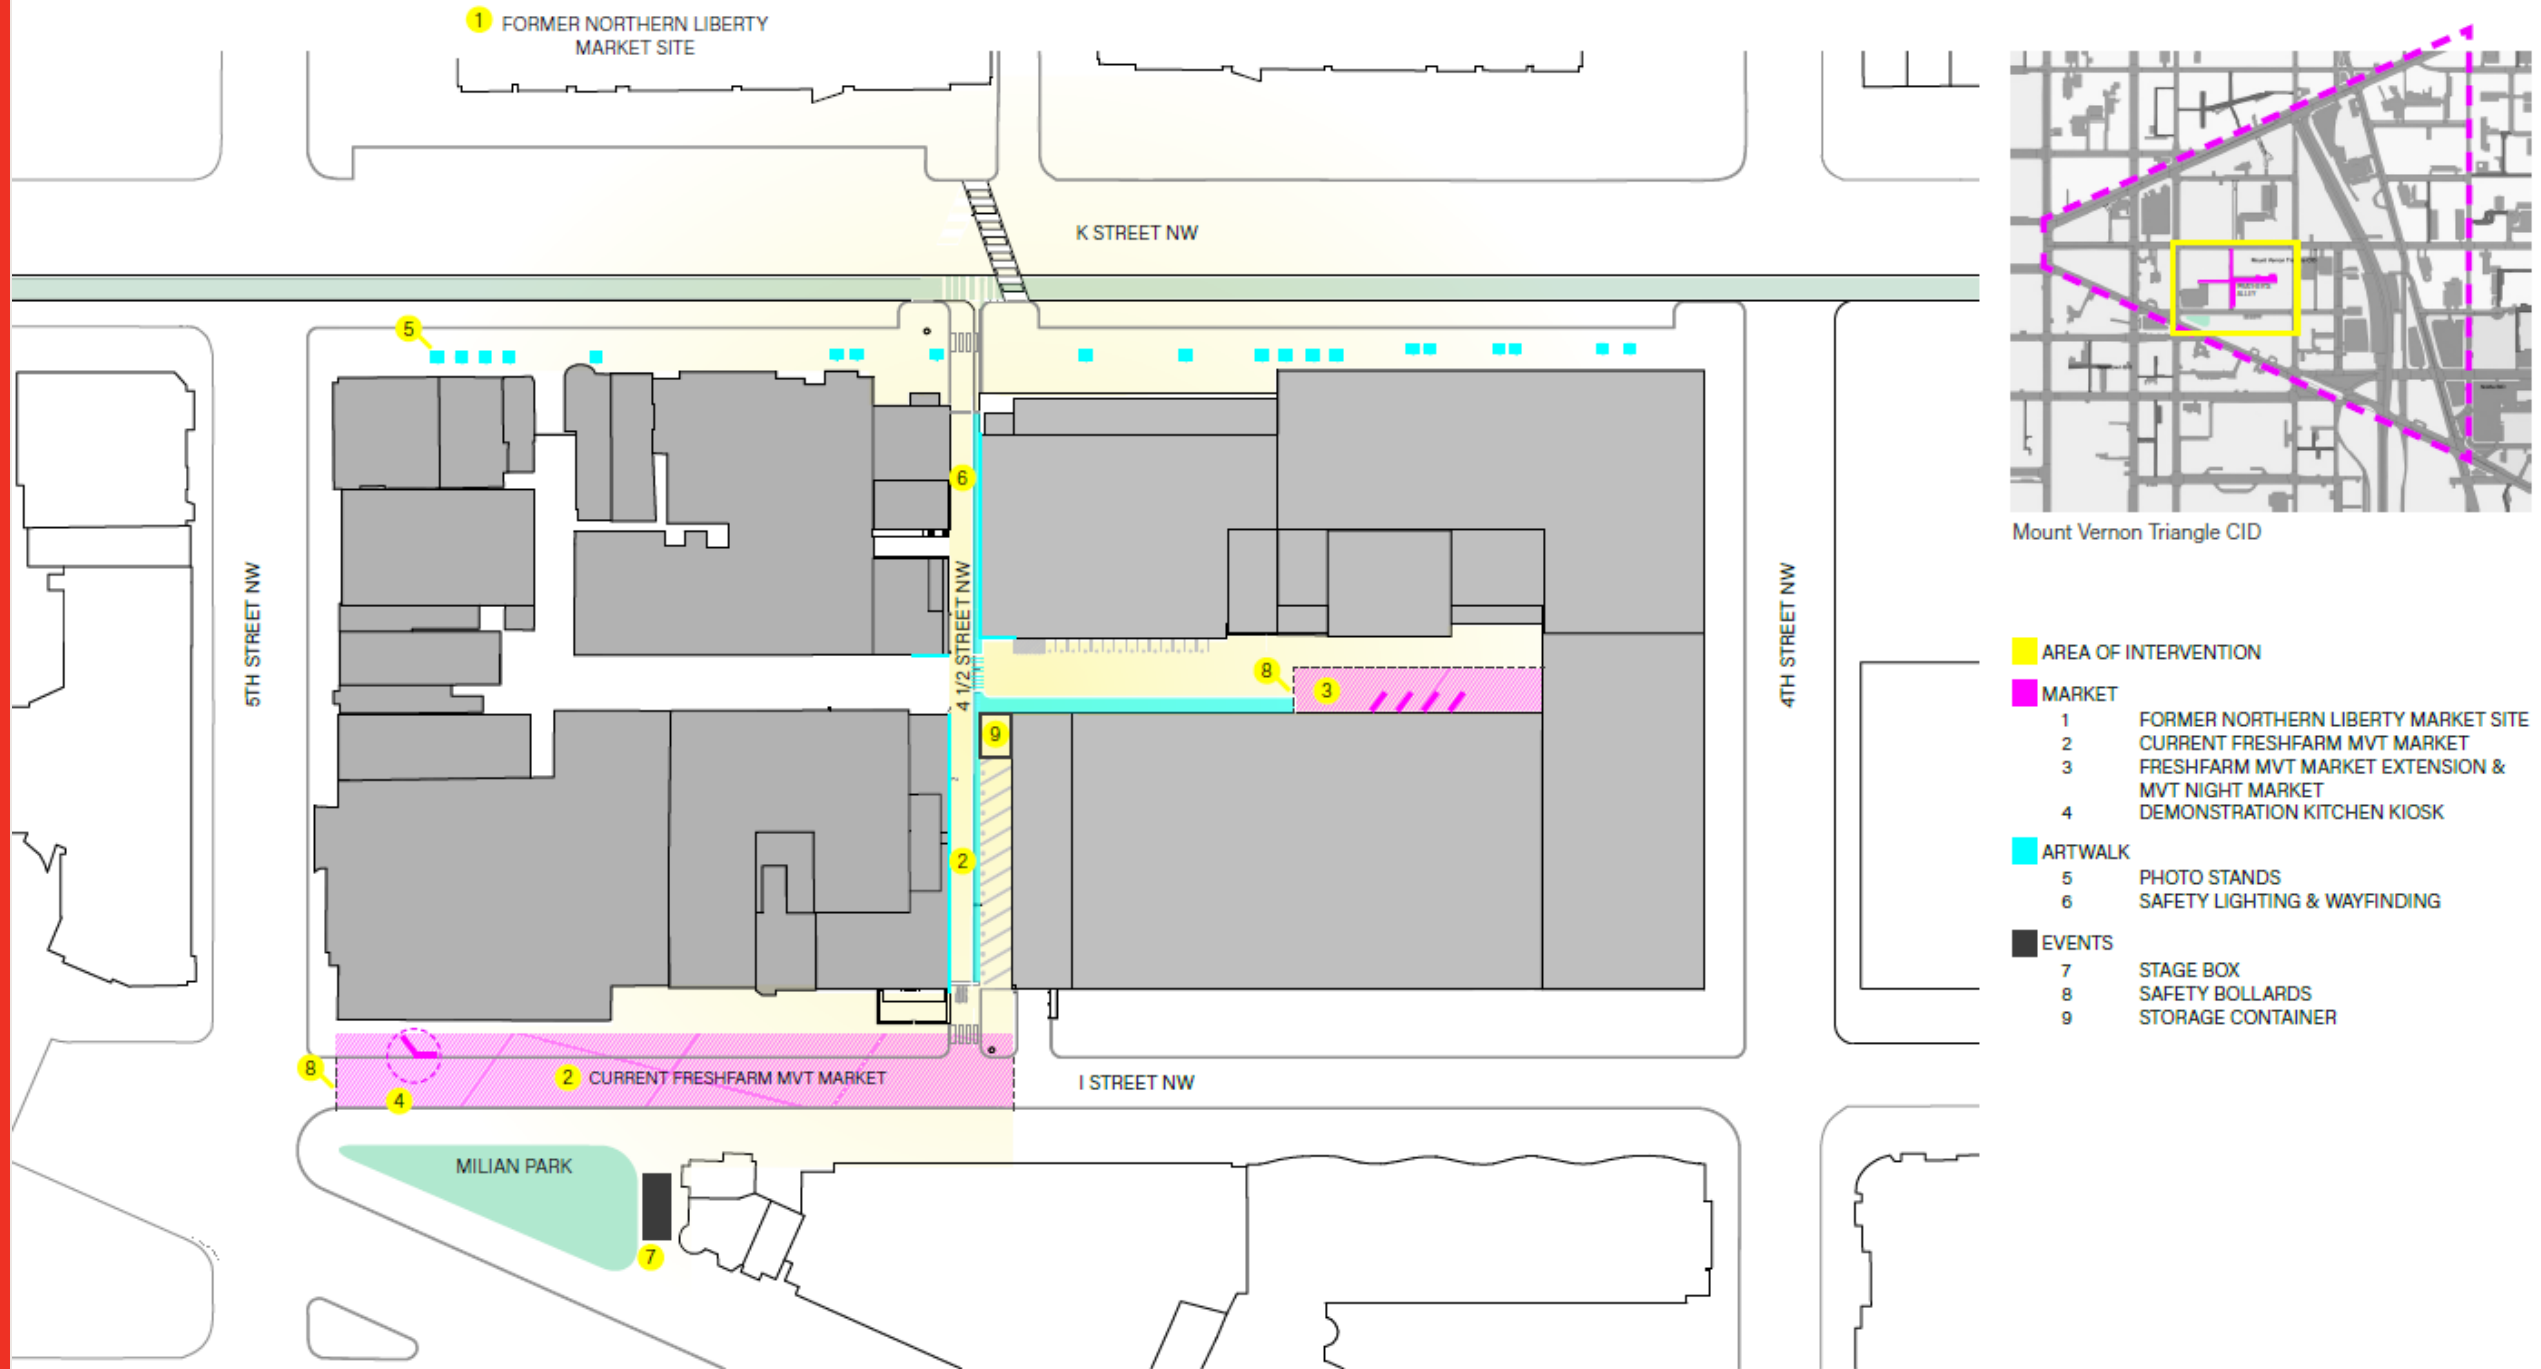 1 FORMER NORTHERN LIBERTY
MARKET SITE
K STREET NW
5
6
5TH STREET NW
4 1/2 STREET NW
4TH STREET NW
8
3
9
2
8
2 CURRENT FRESHFARM MVT MARKET
4
I STREET NW
MILIAN PARK
7
Mount Vernon Triangle CID
AREA OF INTERVENTION
MARKET
1 FORMER NORTHERN LIBERTY MARKET SITE
2 CURRENT FRESHFARM MVT MARKET
3 FRESHFARM MVT MARKET EXTENSION &
MVT NIGHT MARKET
4 DEMONSTRATION KITCHEN KIOSK
ARTWALK
5 PHOTO STANDS
6 SAFETY LIGHTING & WAYFINDING
EVENTS
7 STAGE BOX
8 SAFETY BOLLARDS
9 STORAGE CONTAINER